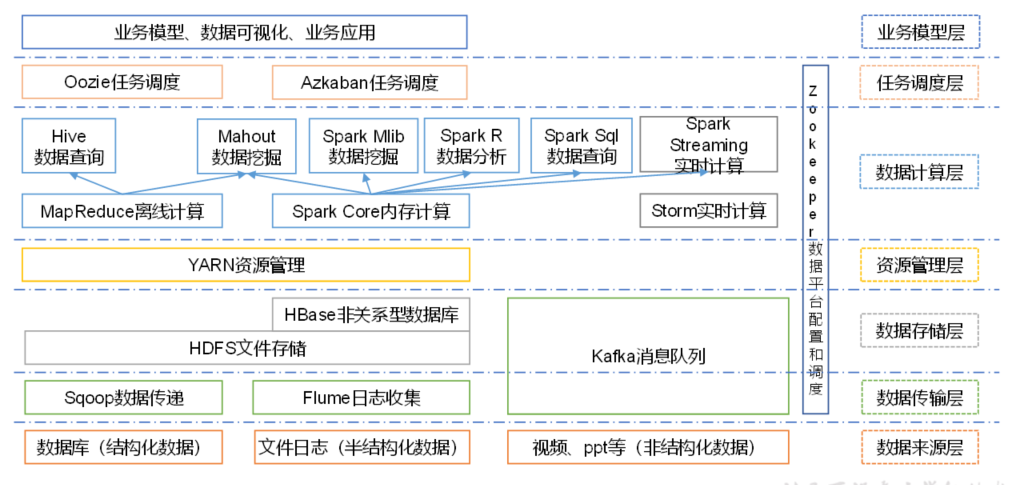 业务模型、数据可视化、业务应用
业务模型层
Oozie任务调度
Azkaban任务调度
任务调度层
Hive
数据查询
Mahout
数据挖掘
Spark Mlib
数据挖掘
Spark R
数据分析
Spark Sql
数据查询
Spark
Streaming
实时计算
数据计算层
MapReduce离线计算
Spark Core内存计算
Storm实时计算
Zookeeper数据平台配置和调度
YARN资源管理
资源管理层
HBase非关系型数据库
HDFS文件存储
Kafka消息队列
数据存储层
Sqoop数据传递
Flume日志收集
数据传输层
数据库（结构化数据）
文件日志（半结构化数据）
视频、ppt等（非结构化数据）
数据来源层